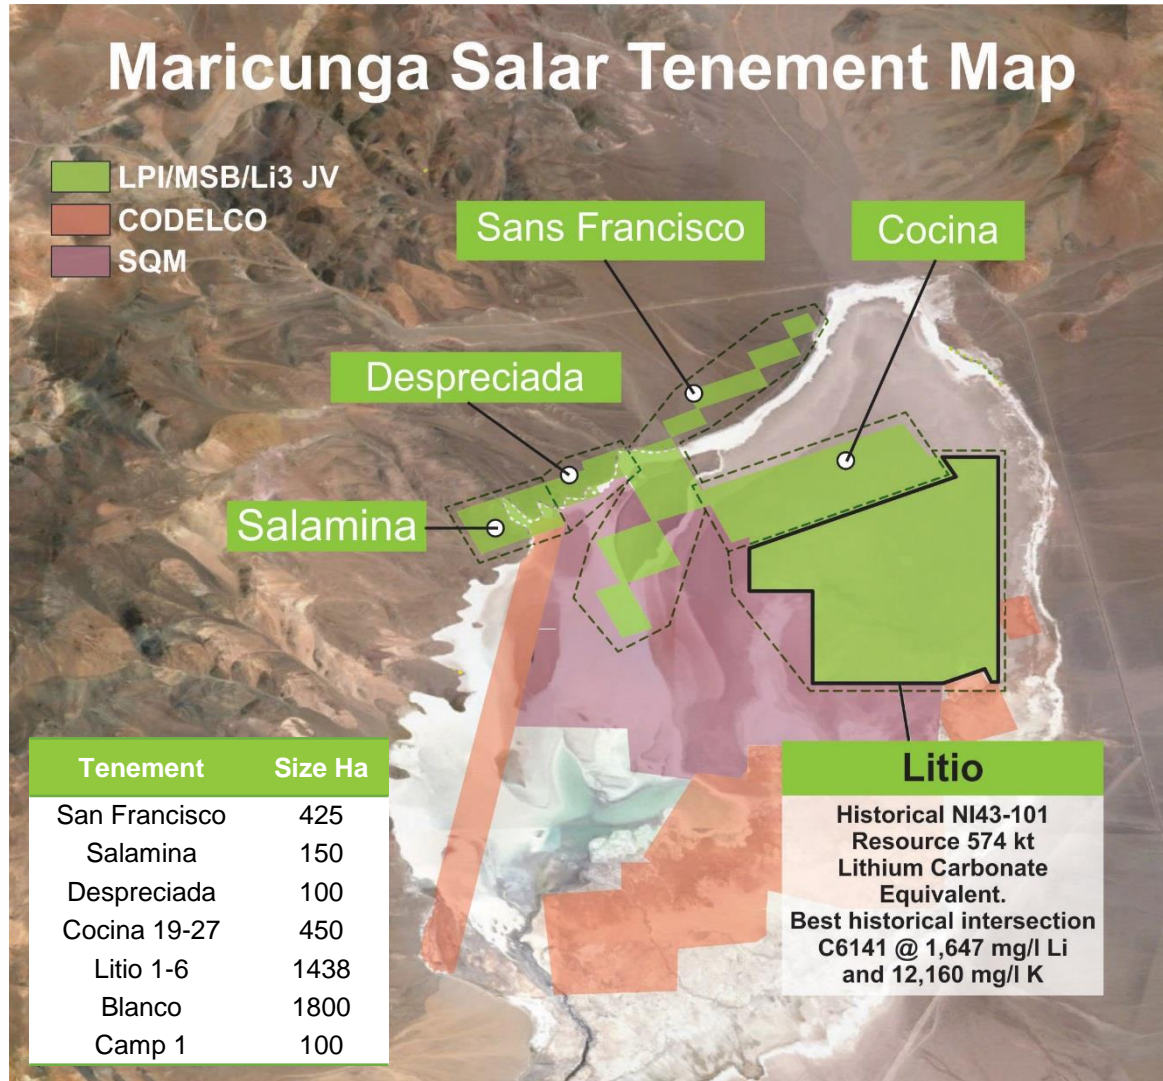 Maricunga Salar Tenement Map
LPI/MSB/Li3 JV
CODELCO
SQM
Sans Francisco
Cocina
Despreciada
Salamina
Tenement Size Ha
San Francisco 425
Salamina 150
Despreciada 100
Cocina 19-27 450
Litio 1-6 1438
Blanco 1800
Camp 1 100
Litio
Historical NI43-101
Resource 574 kt
Lithium Carbonate
Equivalent.
Best historical intersection
C6141 @ 1,647 mg/l Li
and 12,160 mg/l K